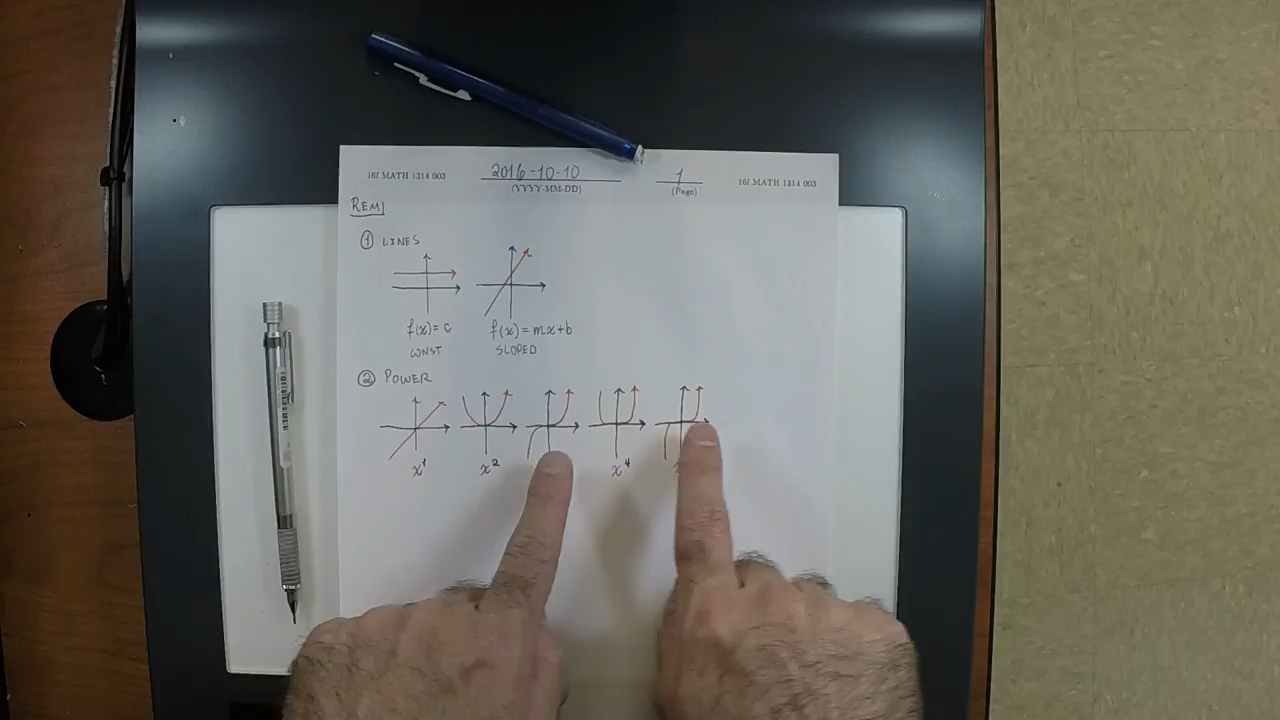 16f MATH 1314 003 2016-10-10 1 16f MATH 1314 003
(YYYY-MM-DD) (Page)
REM
① LINES
f(x)=c f(x)=mx+b
CONST SLOPED
② POWER
x¹ x² x⁴